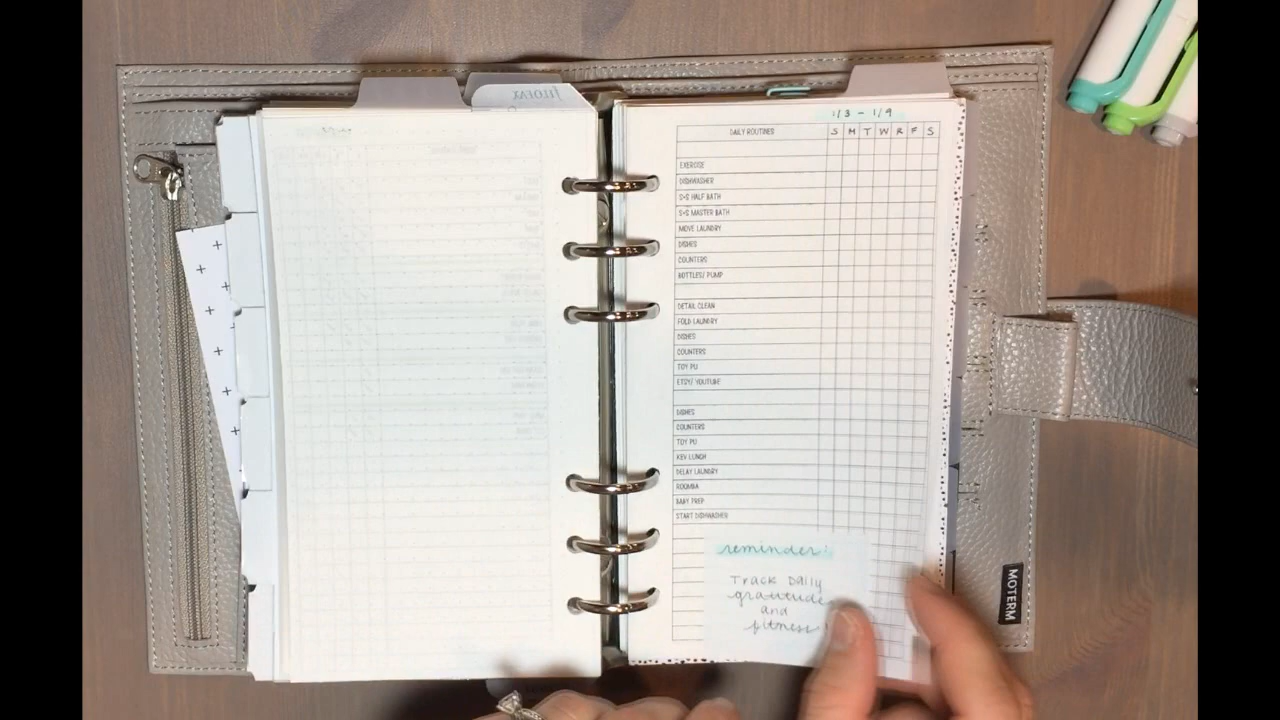 FILOFAX
1/3 - 1/9
DAILY ROUTINES S M T W R F S
EXERCISE
DISHWASHER
S+S HALF BATH
S+S MASTER BATH
MOVE LAUNDRY
DISHES
COUNTERS
BOTTLES/ PUMP
DETAIL CLEAN
FOLD LAUNDRY
DISHES
COUNTERS
TOY PU
ETSY/ YOUTUBE
DISHES
COUNTERS
TOY PU
KEV LUNCH
DELAY LAUNDRY
ROOMBA
BABY PREP
START DISHWASHER
reminder:
Track Daily
gratitude
and
fitness!
MOTERM